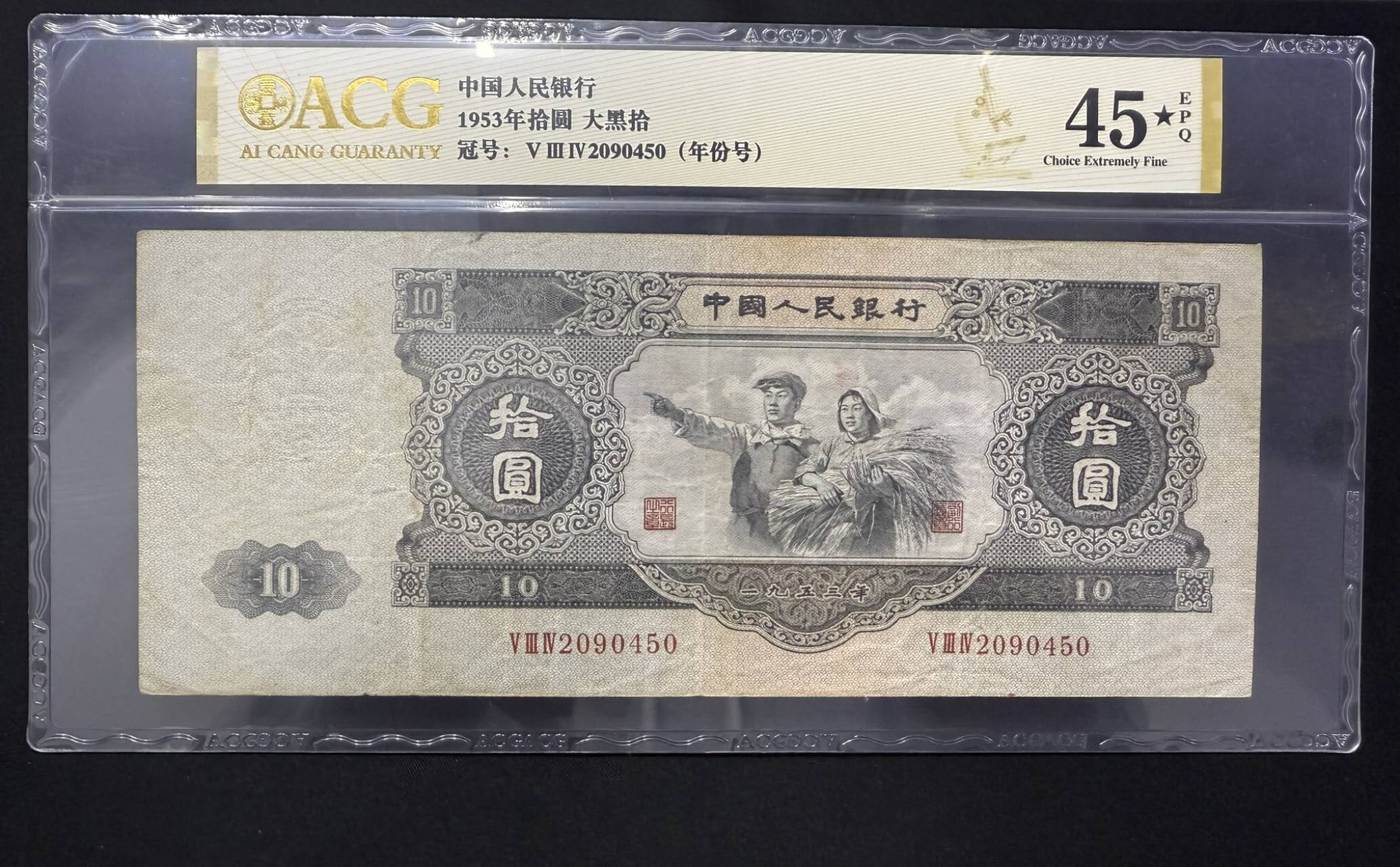 ACG
AI CANG GUARANTY
中国人民银行
1953年拾圆 大黑拾
冠号: ⅤⅢⅣ2090450 (年份号)
45★
EPQ
Choice Extremely Fine
10
中國人民銀行
10
拾圓
拾圓
10
10
一九五三年
10
ⅤⅢⅣ2090450
ⅤⅢⅣ2090450